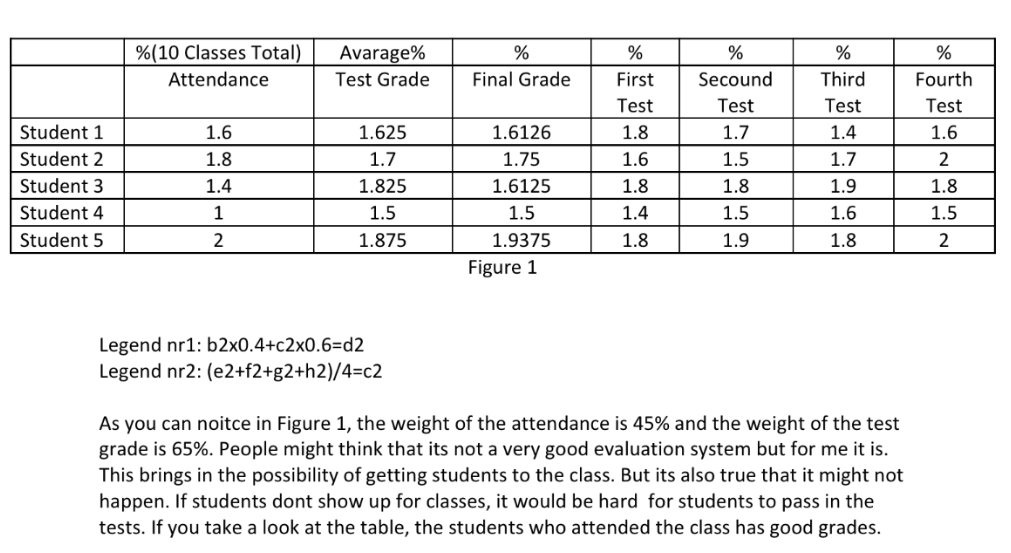 %(10 Classes Total) Avarage% % % % % %
Attendance Test Grade Final Grade First Secound Third Fourth
Test Test Test Test
Student 1 1.6 1.625 1.6126 1.8 1.7 1.4 1.6
Student 2 1.8 1.7 1.75 1.6 1.5 1.7 2
Student 3 1.4 1.825 1.6125 1.8 1.8 1.9 1.8
Student 4 1 1.5 1.5 1.4 1.5 1.6 1.5
Student 5 2 1.875 1.9375 1.8 1.9 1.8 2
Figure 1
Legend nr1: b2x0.4+c2x0.6=d2
Legend nr2: (e2+f2+g2+h2)/4=c2
As you can noitce in Figure 1, the weight of the attendance is 45% and the weight of the test
grade is 65%. People might think that its not a very good evaluation system but for me it is.
This brings in the possibility of getting students to the class. But its also true that it might not
happen. If students dont show up for classes, it would be hard for students to pass in the
tests. If you take a look at the table, the students who attended the class has good grades.